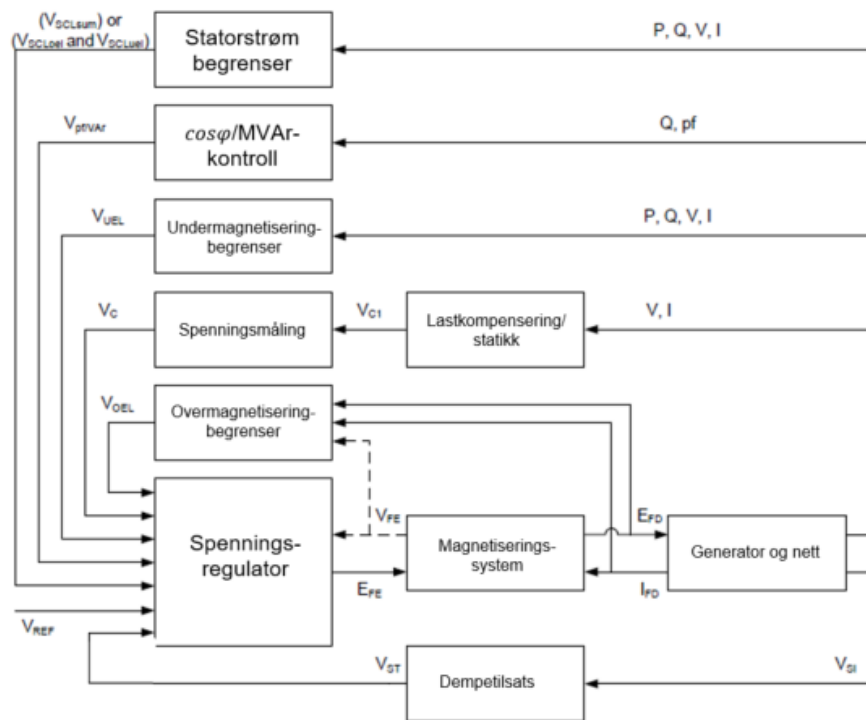 (V_SCLsum) or
(V_SCLoel and V_SCLuel)
Statorstrøm
begrenser
P, Q, V, I
V_pf/VAr
cosφ/MVAr-
kontroll
Q, pf
V_UEL
Undermagnetisering-
begrenser
P, Q, V, I
V_C
Spenningsmåling
V_C1
Lastkompensering/
statikk
V, I
V_OEL
Overmagnetisering-
begrenser
Spennings-
regulator
V_FE
E_FE
Magnetiserings-
system
E_FD
I_FD
Generator og nett
V_REF
V_ST
Dempetilsats
V_SI